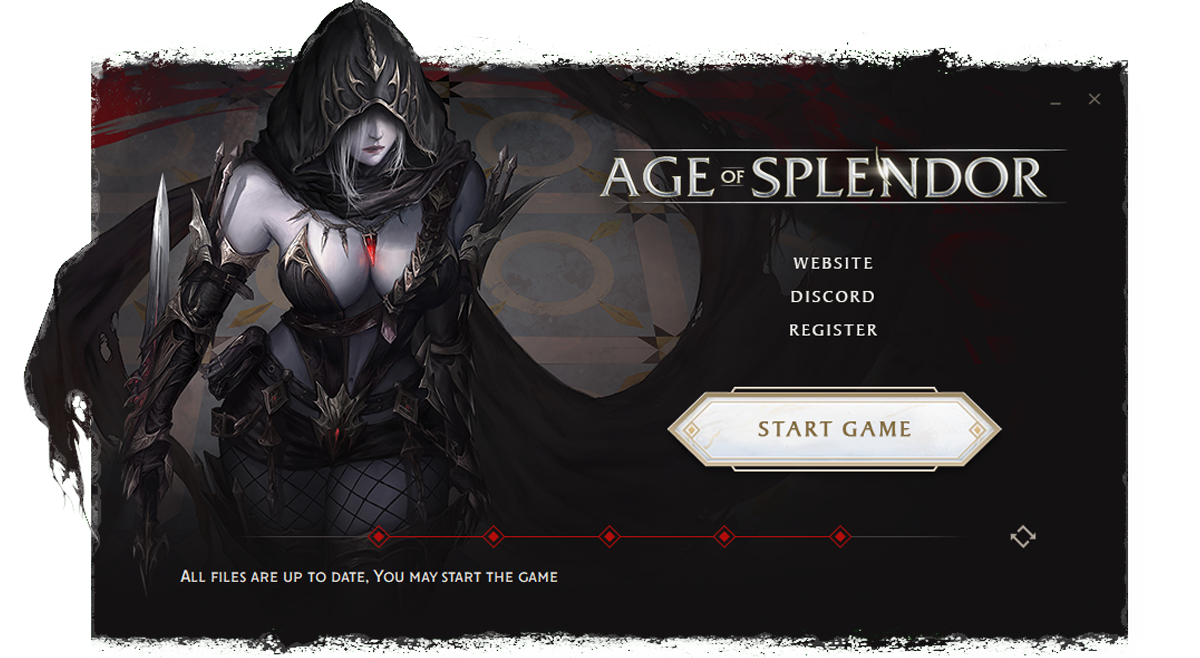 AGE OF SPLENDOR
WEBSITE
DISCORD
REGISTER
START GAME
ALL FILES ARE UP TO DATE, YOU MAY START THE GAME